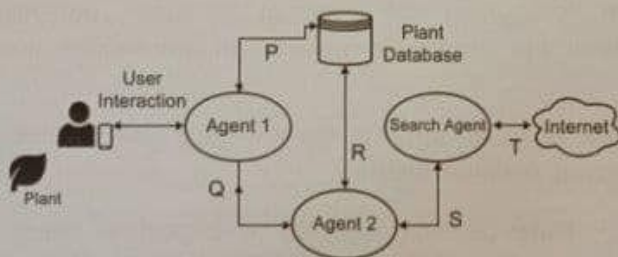 Plant
Database
P
User
Interaction
Agent 1
Search Agent
Internet
T
R
Plant
Q
Agent 2
S